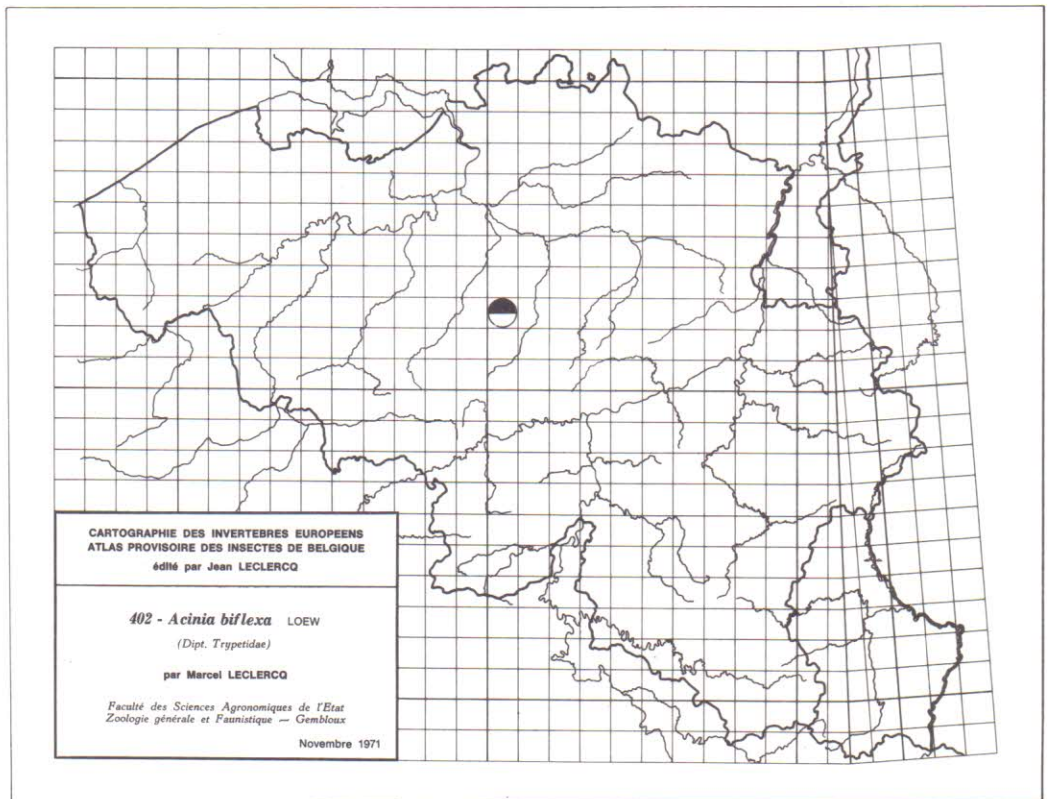 CARTOGRAPHIE DES INVERTEBRES EUROPEENS
ATLAS PROVISOIRE DES INSECTES DE BELGIQUE
édité par Jean LECLERCQ
402 - Acinia biflexa LOEW
(Dipt. Trypetidae)
par Marcel LECLERCQ
Faculté des Sciences Agronomiques de l'Etat
Zoologie générale et Faunistique — Gembloux
Novembre 1971